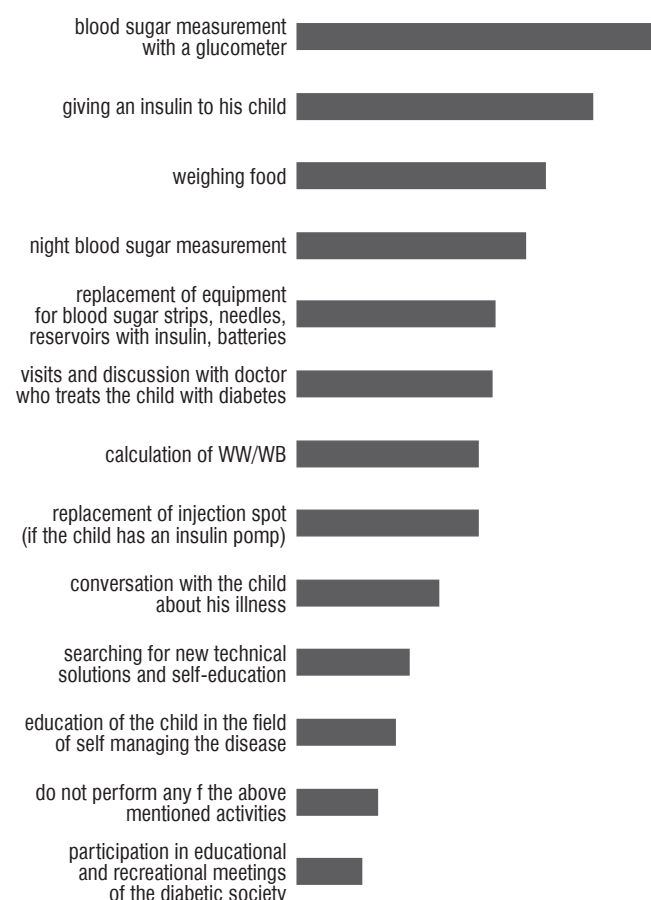 blood sugar measurement
with a glucometer
giving an insulin to his child
weighing food
night blood sugar measurement
replacement of equipment
for blood sugar strips, needles,
reservoirs with insulin, batteries
visits and discussion with doctor
who treats the child with diabetes
calculation of WW/WB
replacement of injection spot
(if the child has an insulin pomp)
conversation with the child
about his illness
searching for new technical
solutions and self-education
education of the child in the field
of self managing the disease
do not perform any f the above
mentioned activities
participation in educational
and recreational meetings
of the diabetic society